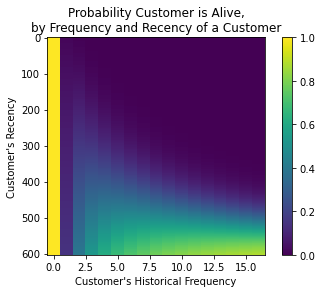 Probability Customer is Alive,
by Frequency and Recency of a Customer
0
100
200
300
400
500
600
Customer's Recency
0.0 2.5 5.0 7.5 10.0 12.5 15.0
Customer's Historical Frequency
1.0
0.8
0.6
0.4
0.2
0.0